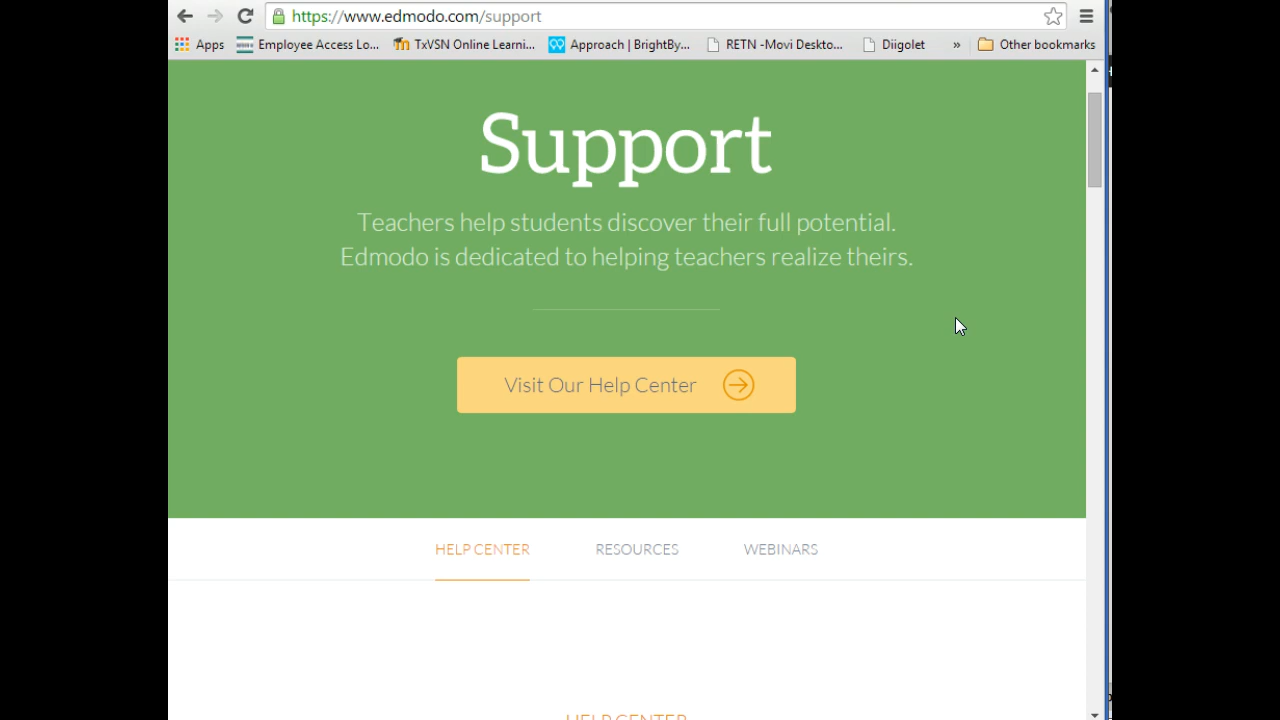 https://www.edmodo.com/support
Apps Employee Access Lo... TxVSN Online Learni... Approach | BrightBy... RETN -Movi Deskto... Diigolet » Other bookmarks
Support
Teachers help students discover their full potential.
Edmodo is dedicated to helping teachers realize theirs.
Visit Our Help Center
HELP CENTER RESOURCES WEBINARS
HELP CENTER